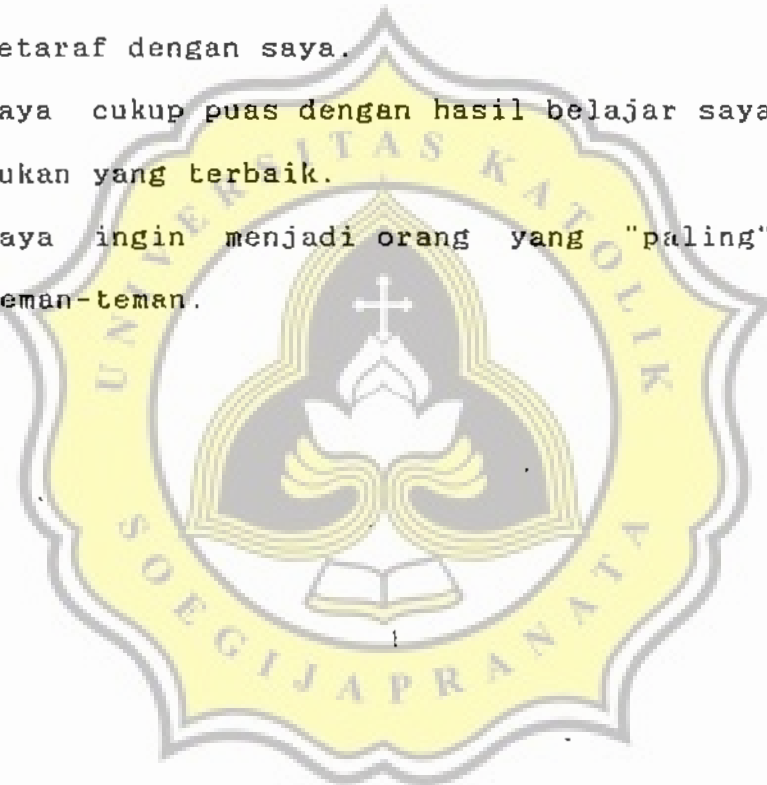 etaraf dengan saya.
aya cukup puas dengan hasil belajar saya
ukan yang terbaik.
aya ingin menjadi orang yang "paling"
eman-teman.
UNIVERSITAS KATOLIK
SOEGIJAPRANATA